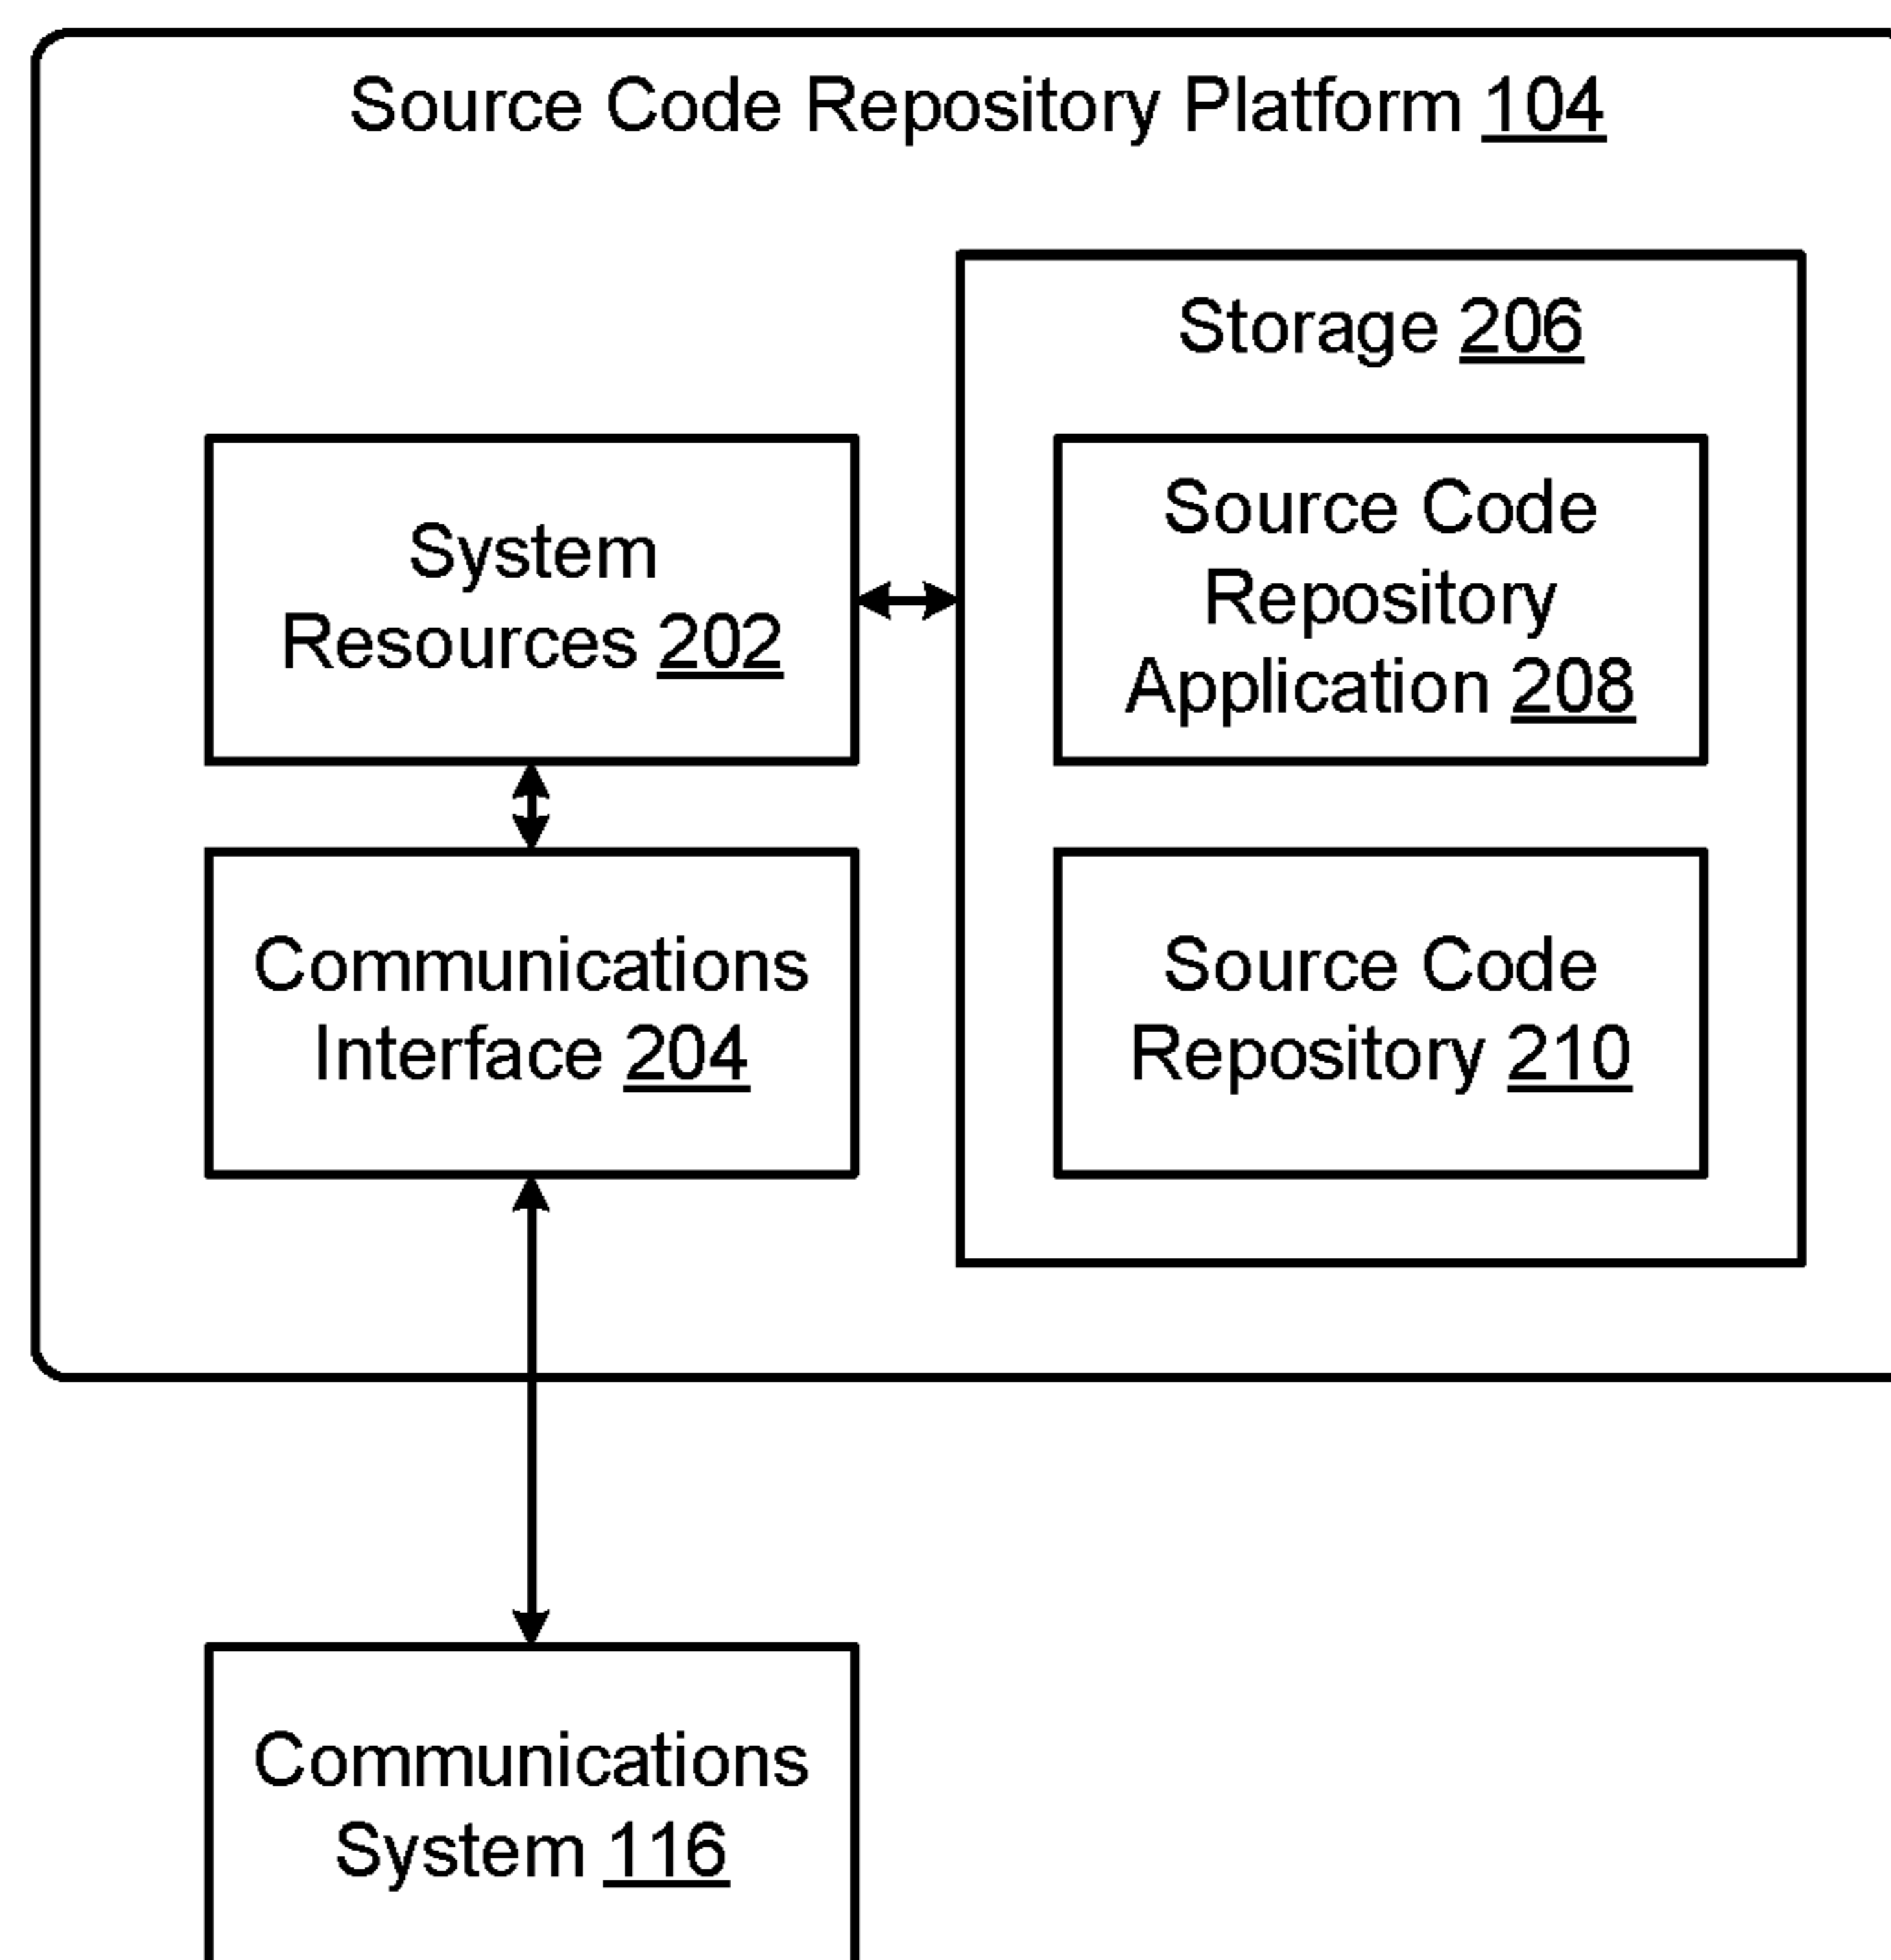 Source Code Repository Platform 104
Storage 206
System
Resources 202
Source Code
Repository
Application 208
Communications
Interface 204
Source Code
Repository 210
Communications
System 116